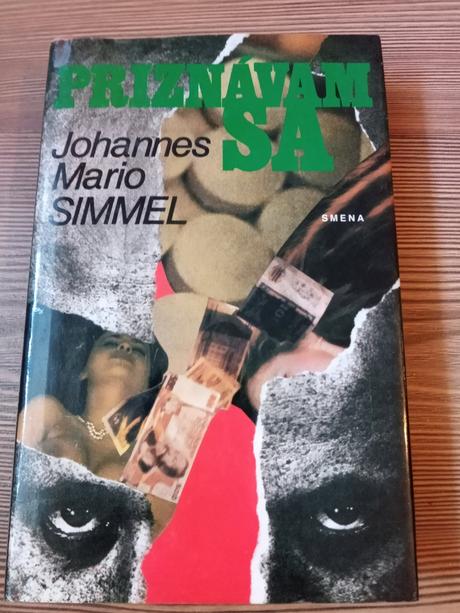 PRIZNÁVAM
SA
Johannes
Mario
SIMMEL
SMENA